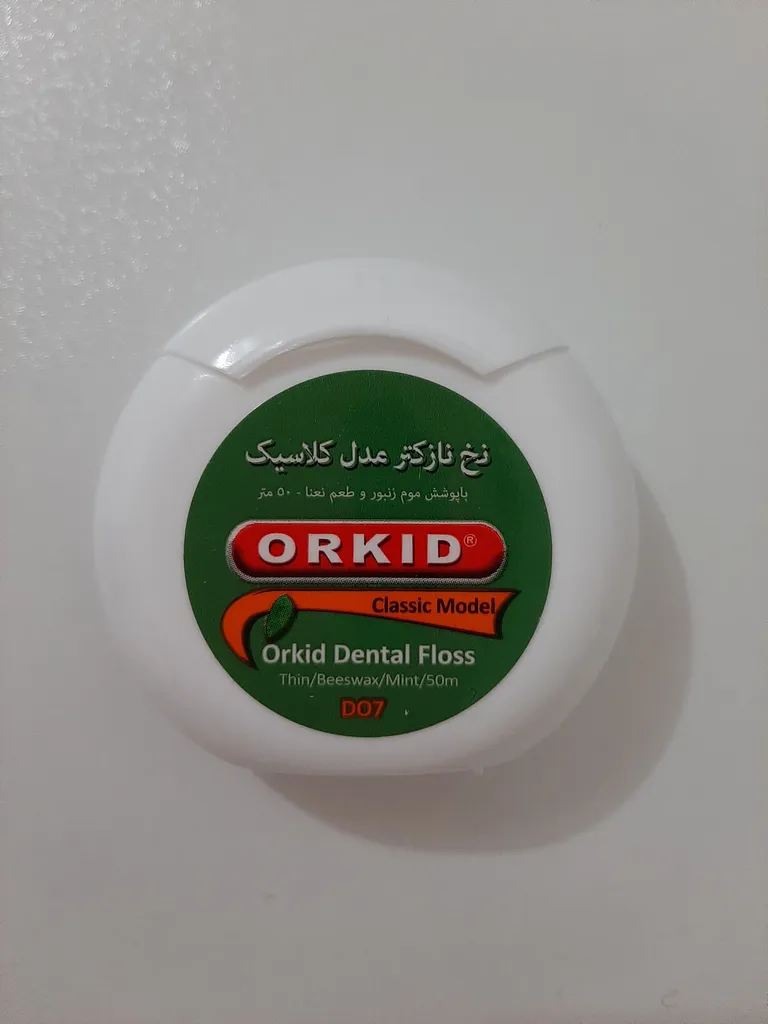 نخ نازکتر مدل کلاسیک
باپوشش موم زنبور و طعم نعنا - ۵۰ متر
ORKID®
Classic Model
Orkid Dental Floss
Thin/Beeswax/Mint/50m
D07